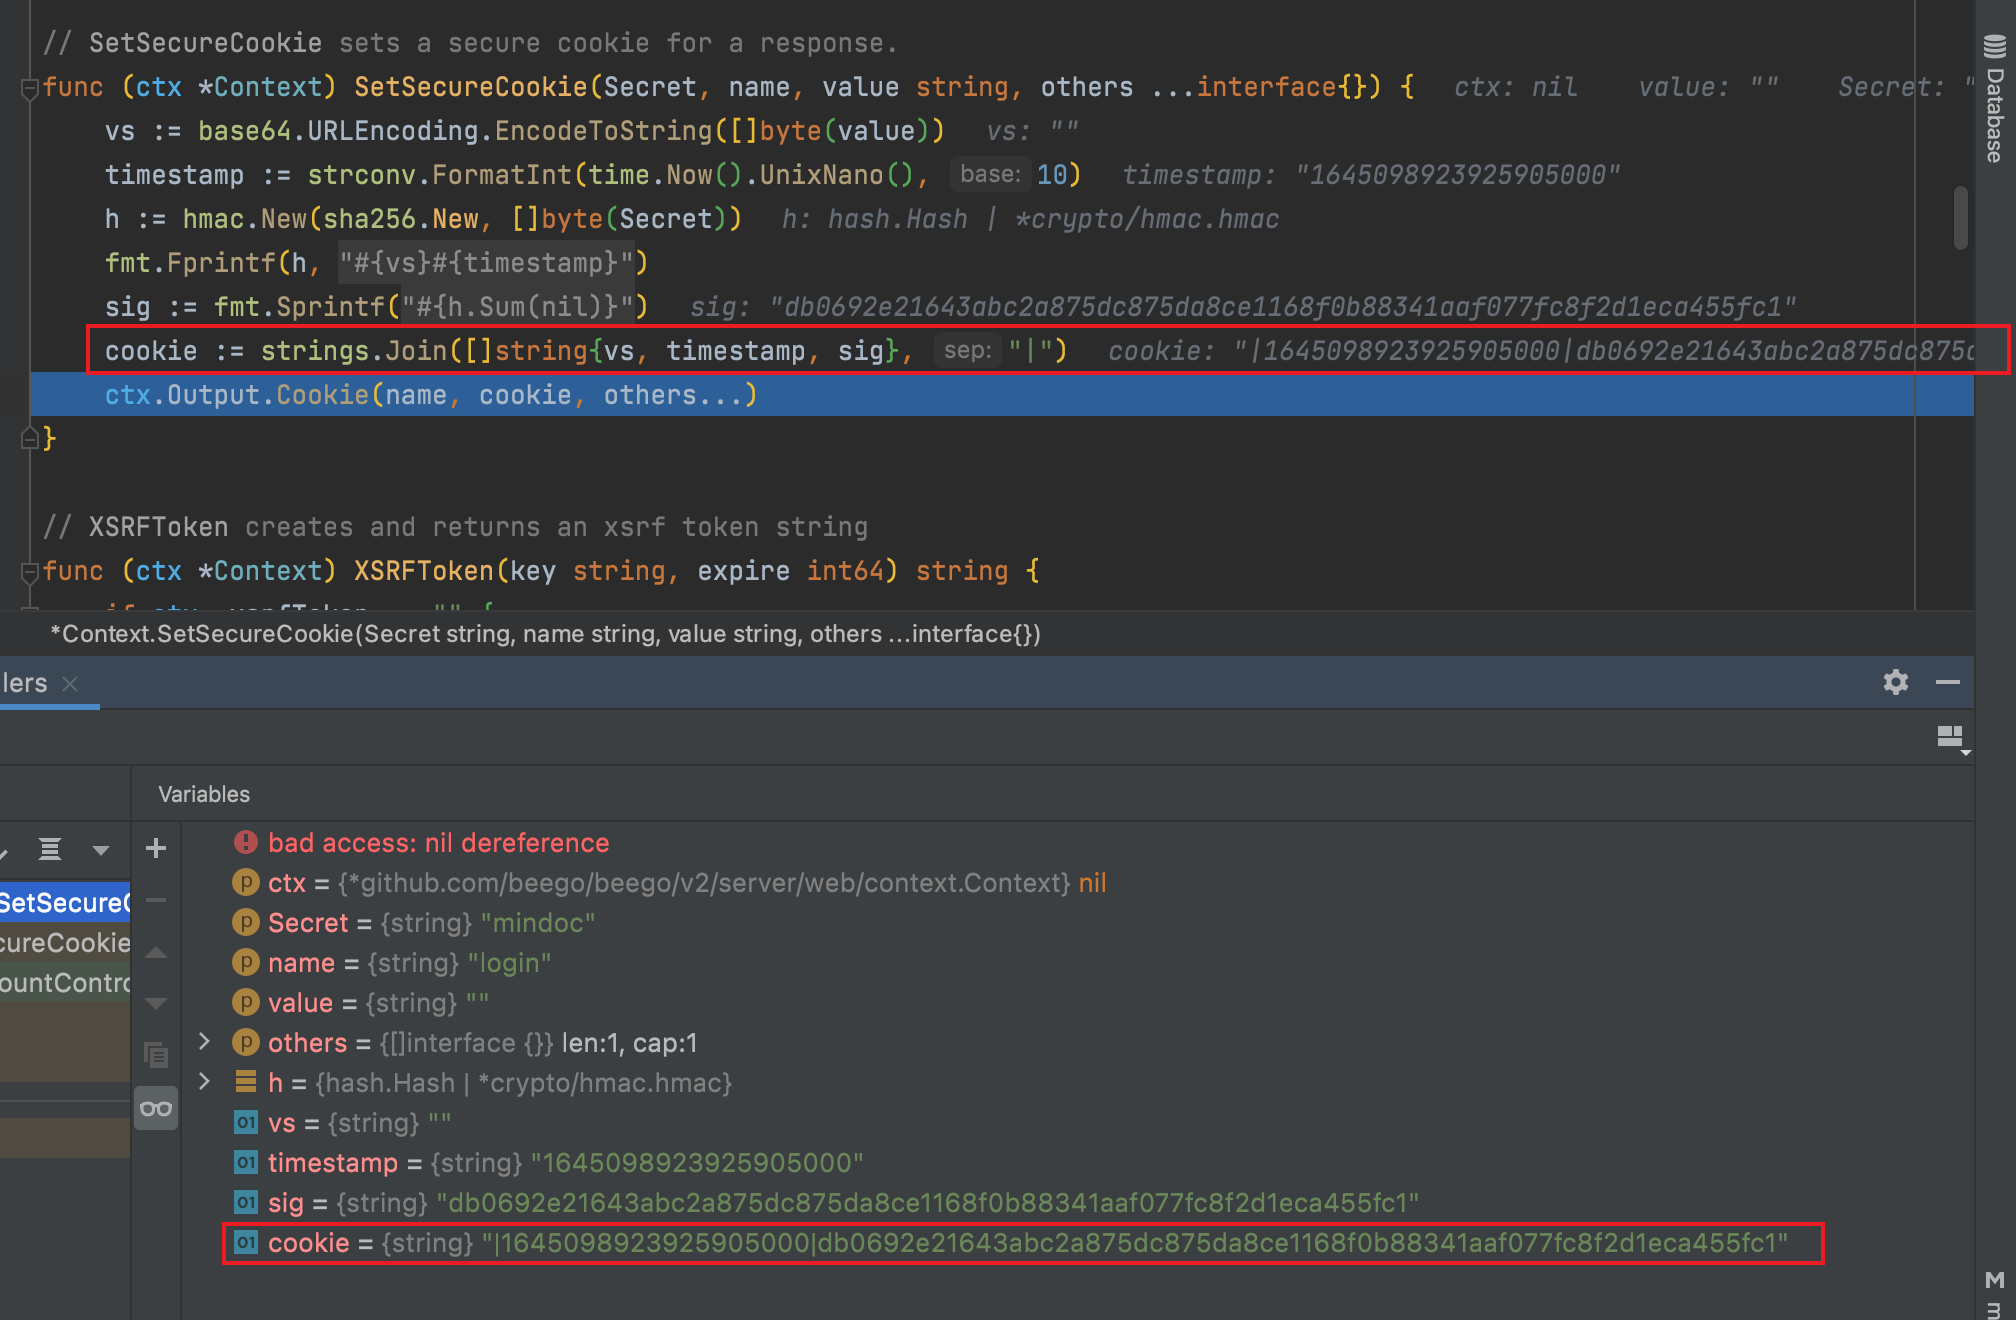 // SetSecureCookie sets a secure cookie for a response.
func (ctx *Context) SetSecureCookie(Secret, name, value string, others ...interface{}) { ctx: nil value: "" Secret: "
vs := base64.URLEncoding.EncodeToString([]byte(value)) vs: ""
timestamp := strconv.FormatInt(time.Now().UnixNano(), base: 10) timestamp: "1645098923925905000"
h := hmac.New(sha256.New, []byte(Secret)) h: hash.Hash | *crypto/hmac.hmac
fmt.Fprintf(h, "#{vs}#{timestamp}")
sig := fmt.Sprintf("#{h.Sum(nil)}") sig: "db0692e21643abc2a875dc875da8ce1168f0b88341aaf077fc8f2d1eca455fc1"
cookie := strings.Join([]string{vs, timestamp, sig}, sep: "|") cookie: "|1645098923925905000|db0692e21643abc2a875dc875d
ctx.Output.Cookie(name, cookie, others...)
}
// XSRFToken creates and returns an xsrf token string
func (ctx *Context) XSRFToken(key string, expire int64) string {
*Context.SetSecureCookie(Secret string, name string, value string, others ...interface{})
lers
Variables
bad access: nil dereference
ctx = {*github.com/beego/beego/v2/server/web/context.Context} nil
Secret = {string} "mindoc"
name = {string} "login"
value = {string} ""
others = {[]interface {}} len:1, cap:1
h = {hash.Hash | *crypto/hmac.hmac}
vs = {string} ""
timestamp = {string} "1645098923925905000"
sig = {string} "db0692e21643abc2a875dc875da8ce1168f0b88341aaf077fc8f2d1eca455fc1"
cookie = {string} "|1645098923925905000|db0692e21643abc2a875dc875da8ce1168f0b88341aaf077fc8f2d1eca455fc1"
SetSecureC
cureCookie
ountContro
Database
M